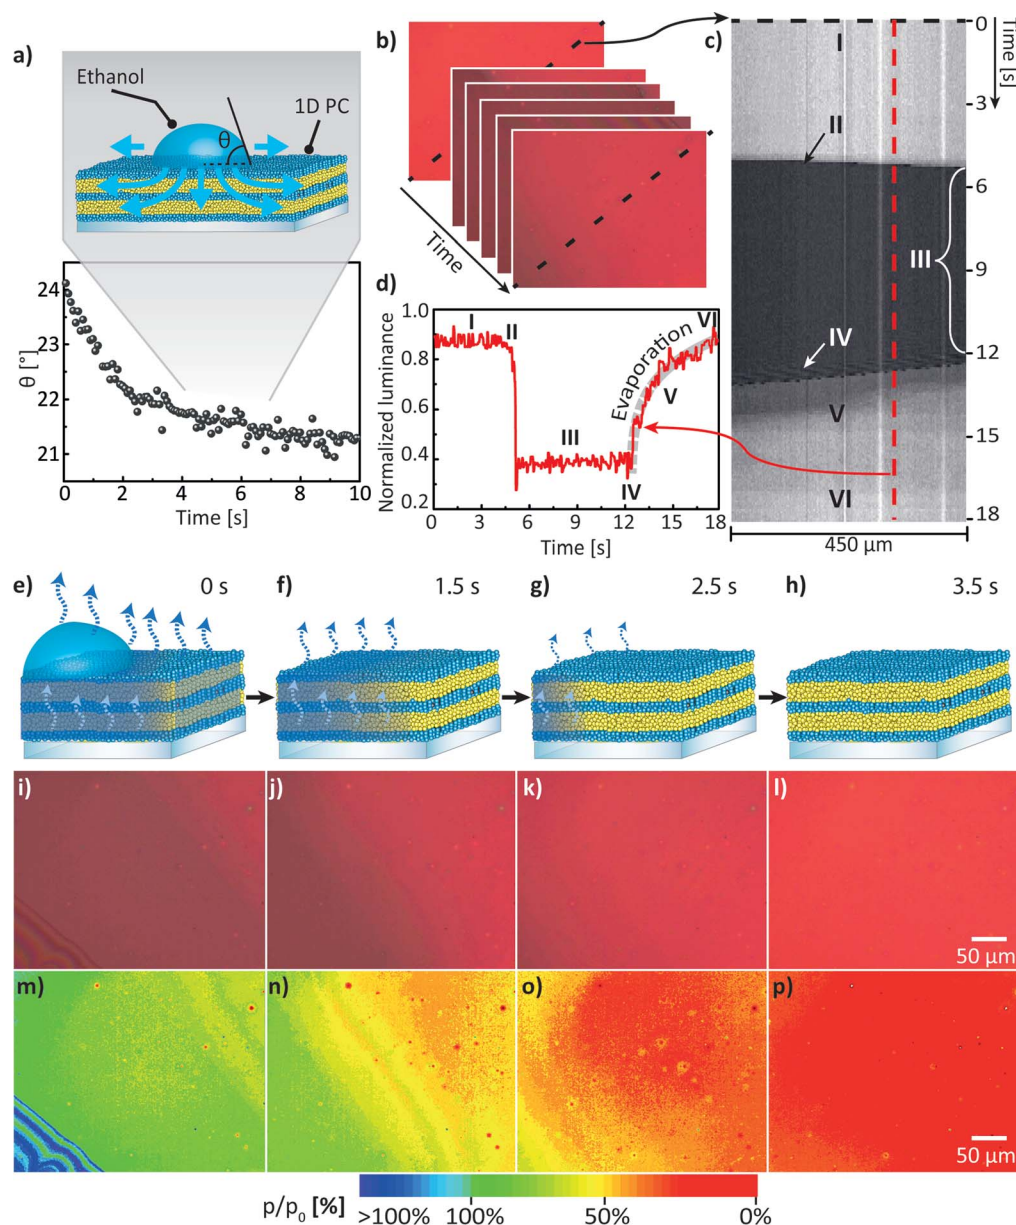 a)
Ethanol
1D PC
θ
θ [°]
24
23
22
21
0 2 4 6 8 10
Time [s]
b)
Time
c)
I
II
III
IV
V
VI
0
3
6
9
12
15
18
Time [s]
450 µm
d)
Normalized luminance
1.0
0.8
0.6
0.4
0.2
I II III IV V VI
Evaporation
0 3 6 9 12 15 18
Time [s]
e) 0 s
f) 1.5 s
g) 2.5 s
h) 3.5 s
i) j) k) l)
50 µm
m) n) o) p)
50 µm
p/p0 [%] >100% 100% 50% 0%